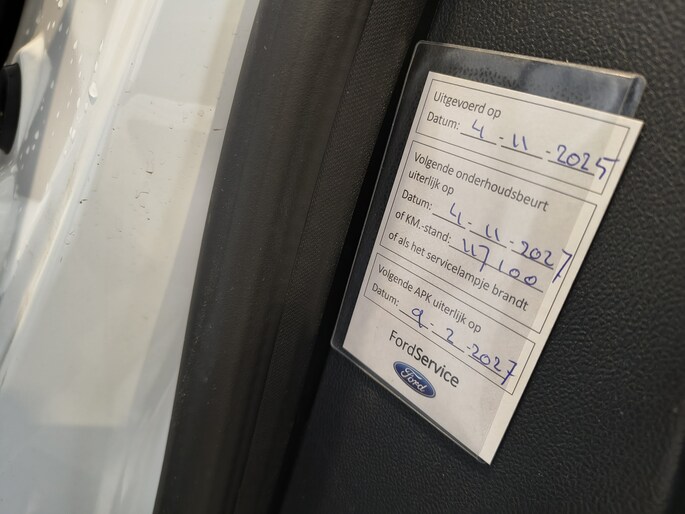 Uitgevoerd op
Datum: 4-11-2025
Volgende onderhoudsbeurt
uiterlijk op
Datum: 4-11-2027
of KM.-stand: 117100
of als het servicelampje brandt
Volgende APK uiterlijk op
Datum: 9-2-2027
FordService
Ford